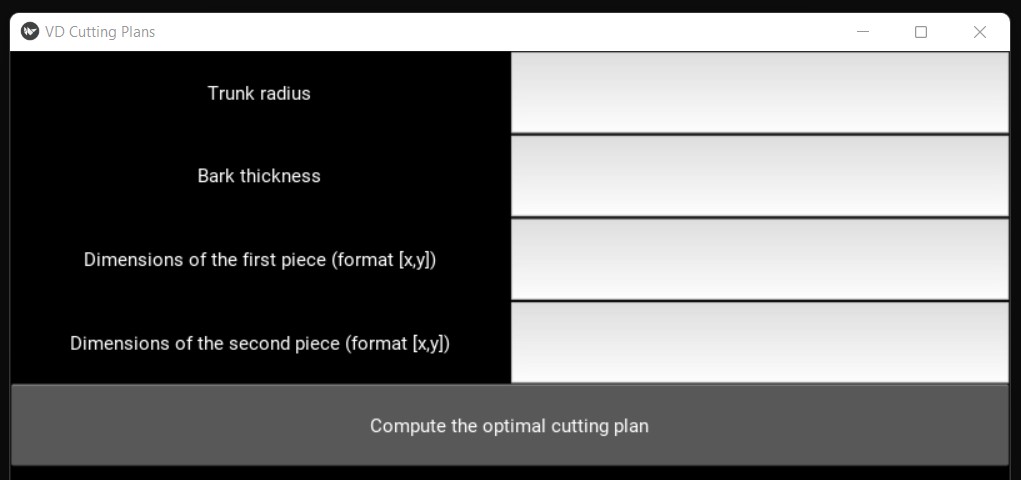 VD Cutting Plans
Trunk radius
Bark thickness
Dimensions of the first piece (format [x,y])
Dimensions of the second piece (format [x,y])
Compute the optimal cutting plan